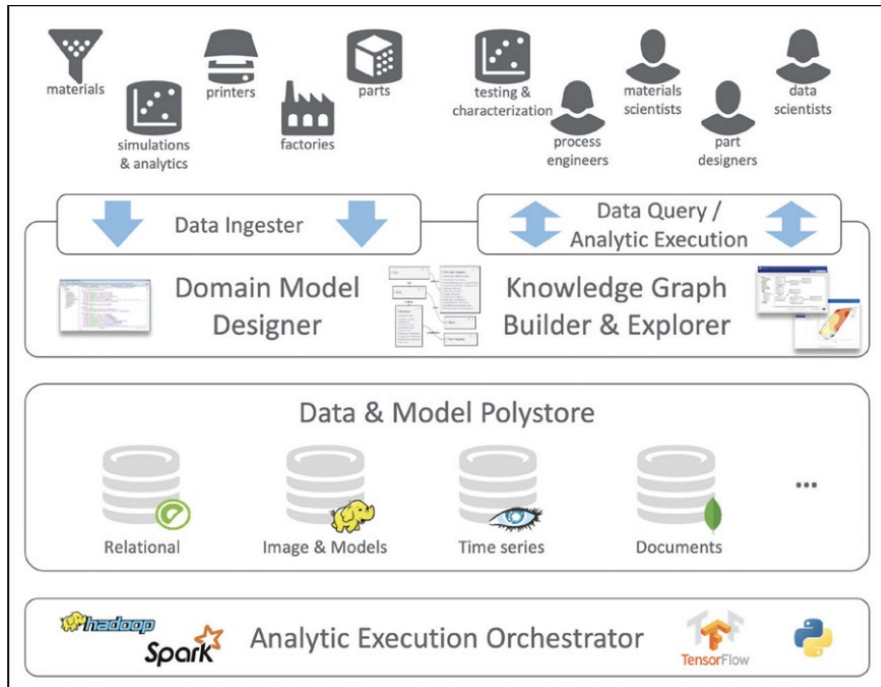 materials
simulations
& analytics
printers
factories
parts
testing &
characterization
process
engineers
materials
scientists
part
designers
data
scientists
Data Ingester
Data Query /
Analytic Execution
Domain Model
Designer
Knowledge Graph
Builder & Explorer
Data & Model Polystore
Relational
Image & Models
Time series
Documents
...
hadoop
Spark
Analytic Execution Orchestrator
TensorFlow